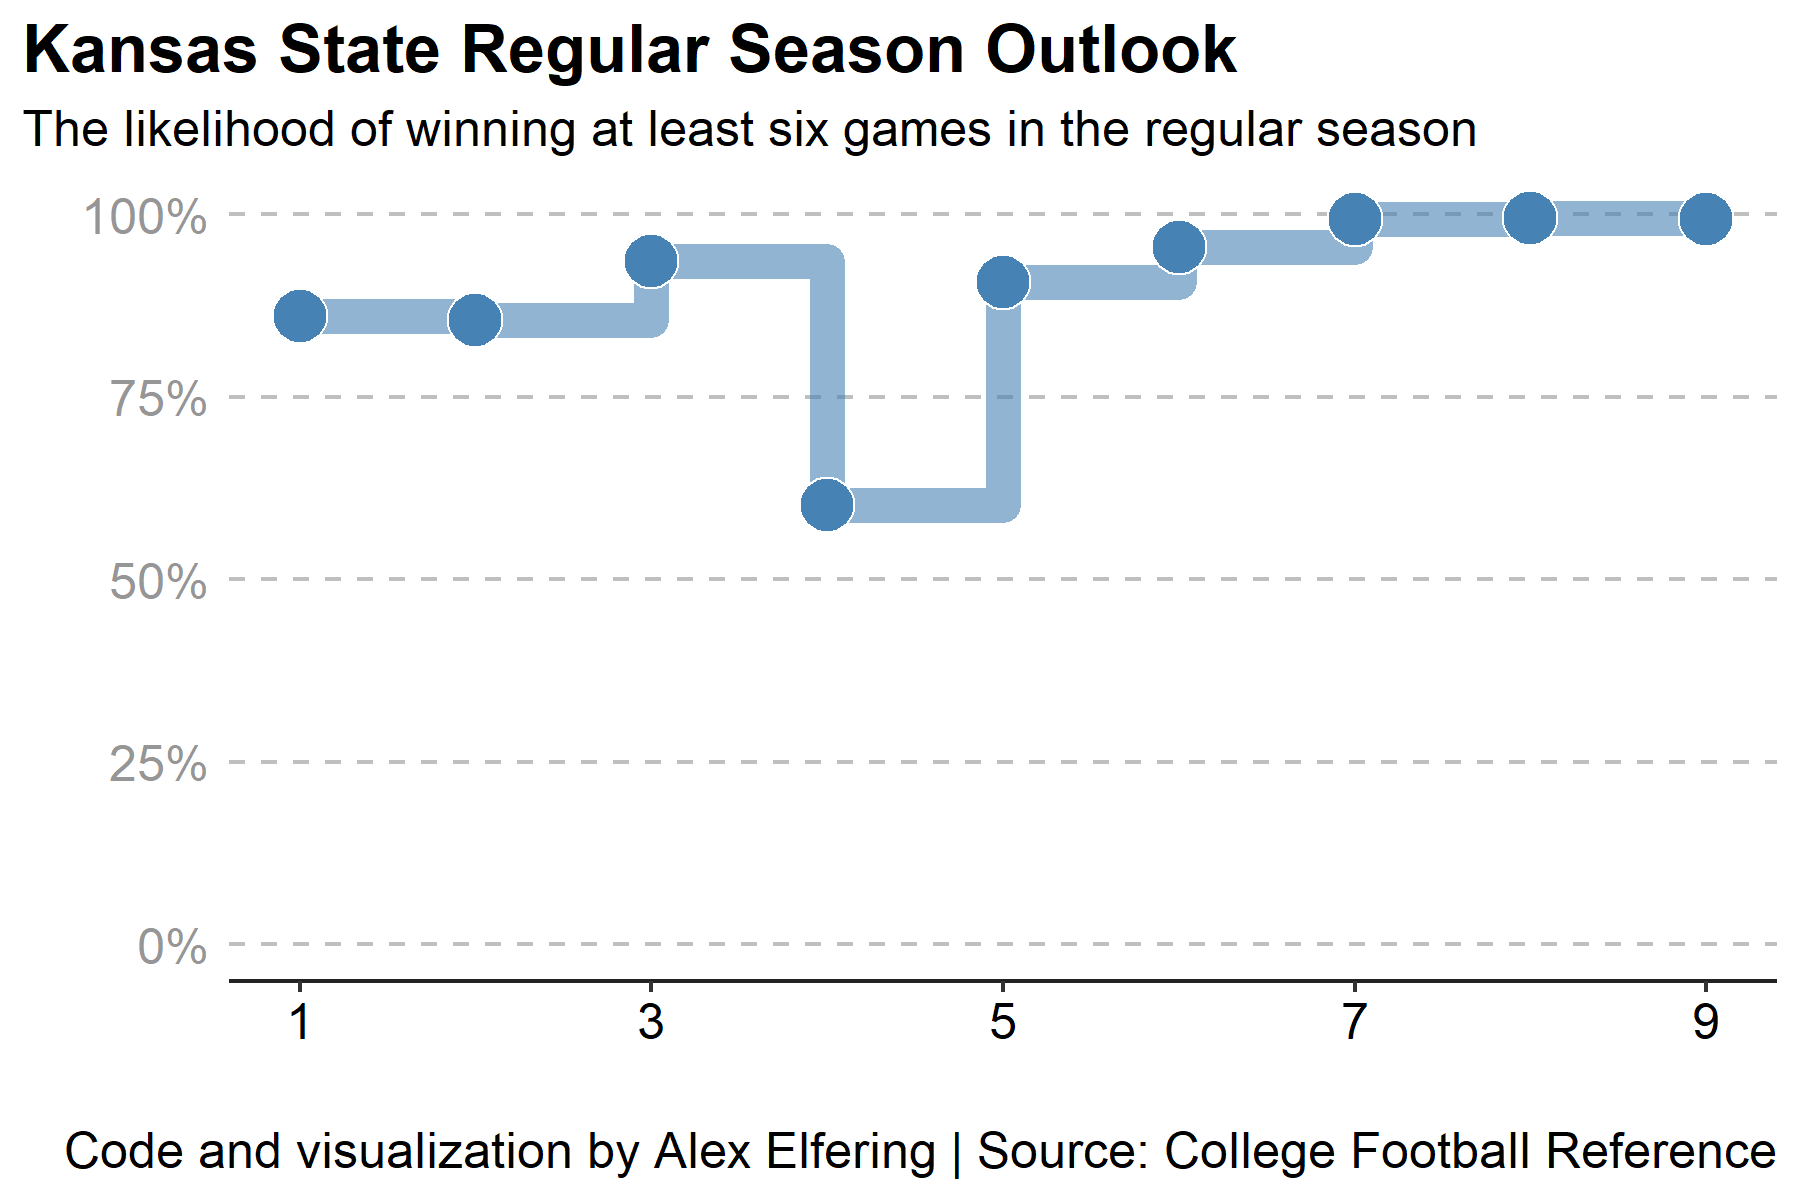 Kansas State Regular Season Outlook
The likelihood of winning at least six games in the regular season
100%
75%
50%
25%
0%
1 3 5 7 9
Code and visualization by Alex Elfering | Source: College Football Reference